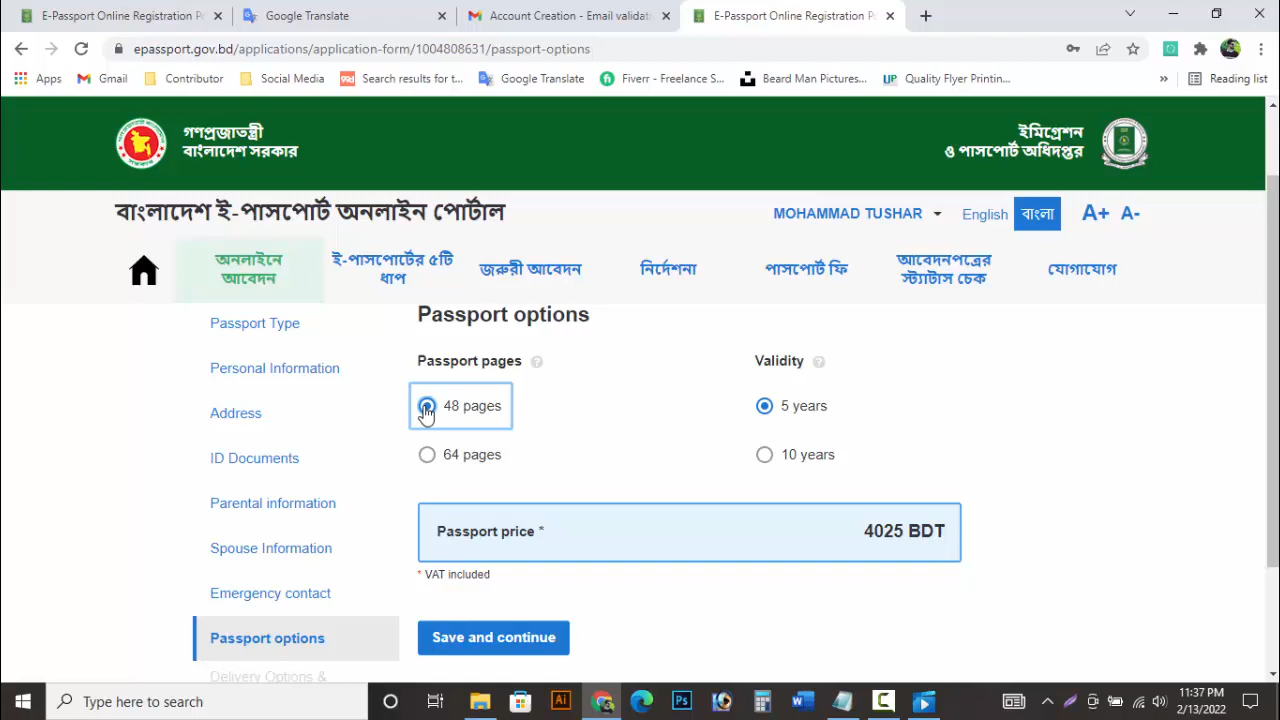 E-Passport Online Registration P
Google Translate
Account Creation - Email validat
E-Passport Online Registration P
epassport.gov.bd/applications/application-form/1004808631/passport-options
Apps
Gmail
Contributor
Social Media
Search results for t...
Google Translate
Fiverr - Freelance S...
Beard Man Pictures...
UP Quality Flyer Printin...
»
Reading list
গণপ্রজাতন্ত্রী
বাংলাদেশ সরকার
ইমিগ্রেশন
ও পাসপোর্ট অধিদপ্তর
বাংলাদেশ ই-পাসপোর্ট অনলাইন পোর্টাল
MOHAMMAD TUSHAR
English
বাংলা
A+ A-
অনলাইনে
আবেদন
ই-পাসপোর্টের ৫টি
ধাপ
জরুরী আবেদন
নির্দেশনা
পাসপোর্ট ফি
আবেদনপত্রের
স্ট্যাটাস চেক
যোগাযোগ
Passport Type
Personal Information
Address
ID Documents
Parental information
Spouse Information
Emergency contact
Passport options
Delivery Options &
Passport options
Passport pages ?
Validity ?
48 pages
5 years
64 pages
10 years
Passport price *
4025 BDT
* VAT included
Save and continue
Type here to search
Ai
Ps
W
11:37 PM
2/13/2022